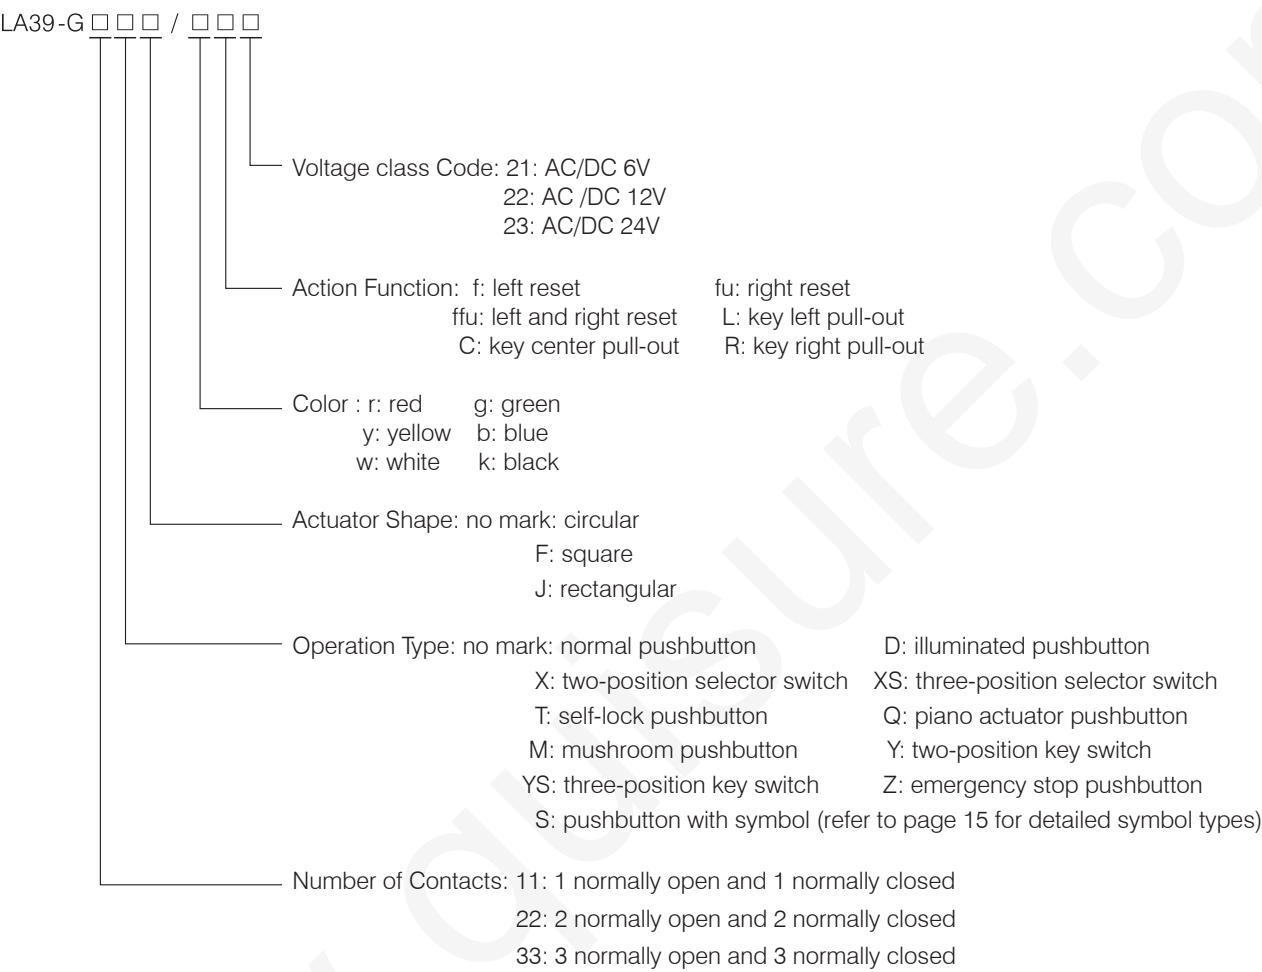 LA39-G□□□/□□□
Voltage class Code: 21: AC/DC 6V
22: AC /DC 12V
23: AC/DC 24V
Action Function: f: left reset fu: right reset
ffu: left and right reset L: key left pull-out
C: key center pull-out R: key right pull-out
Color : r: red g: green
y: yellow b: blue
w: white k: black
Actuator Shape: no mark: circular
F: square
J: rectangular
Operation Type: no mark: normal pushbutton D: illuminated pushbutton
X: two-position selector switch XS: three-position selector switch
T: self-lock pushbutton Q: piano actuator pushbutton
M: mushroom pushbutton Y: two-position key switch
YS: three-position key switch Z: emergency stop pushbutton
S: pushbutton with symbol (refer to page 15 for detailed symbol types)
Number of Contacts: 11: 1 normally open and 1 normally closed
22: 2 normally open and 2 normally closed
33: 3 normally open and 3 normally closed